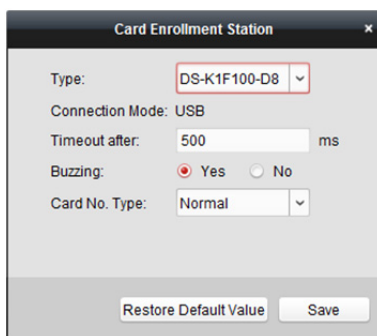 Card Enrollment Station ×
Type: DS-K1F100-D8
Connection Mode: USB
Timeout after: 500 ms
Buzzing: Yes No
Card No. Type: Normal
Restore Default Value Save